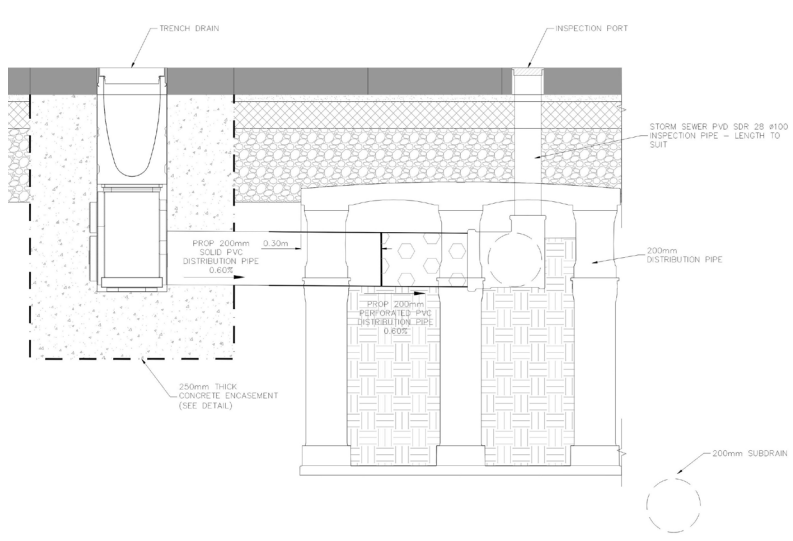 TRENCH DRAIN
INSPECTION PORT
STORM SEWER PVD SDR 28 ø100
INSPECTION PIPE – LENGTH TO
SUIT
PROP 200mm
SOLID PVC
DISTRIBUTION PIPE
0.60%
0.30m
200mm
DISTRIBUTION PIPE
PROP 200mm
PERFORATED PVC
DISTRIBUTION PIPE
0.60%
250mm THICK
CONCRETE ENCASEMENT
(SEE DETAIL)
200mm SUBDRAIN